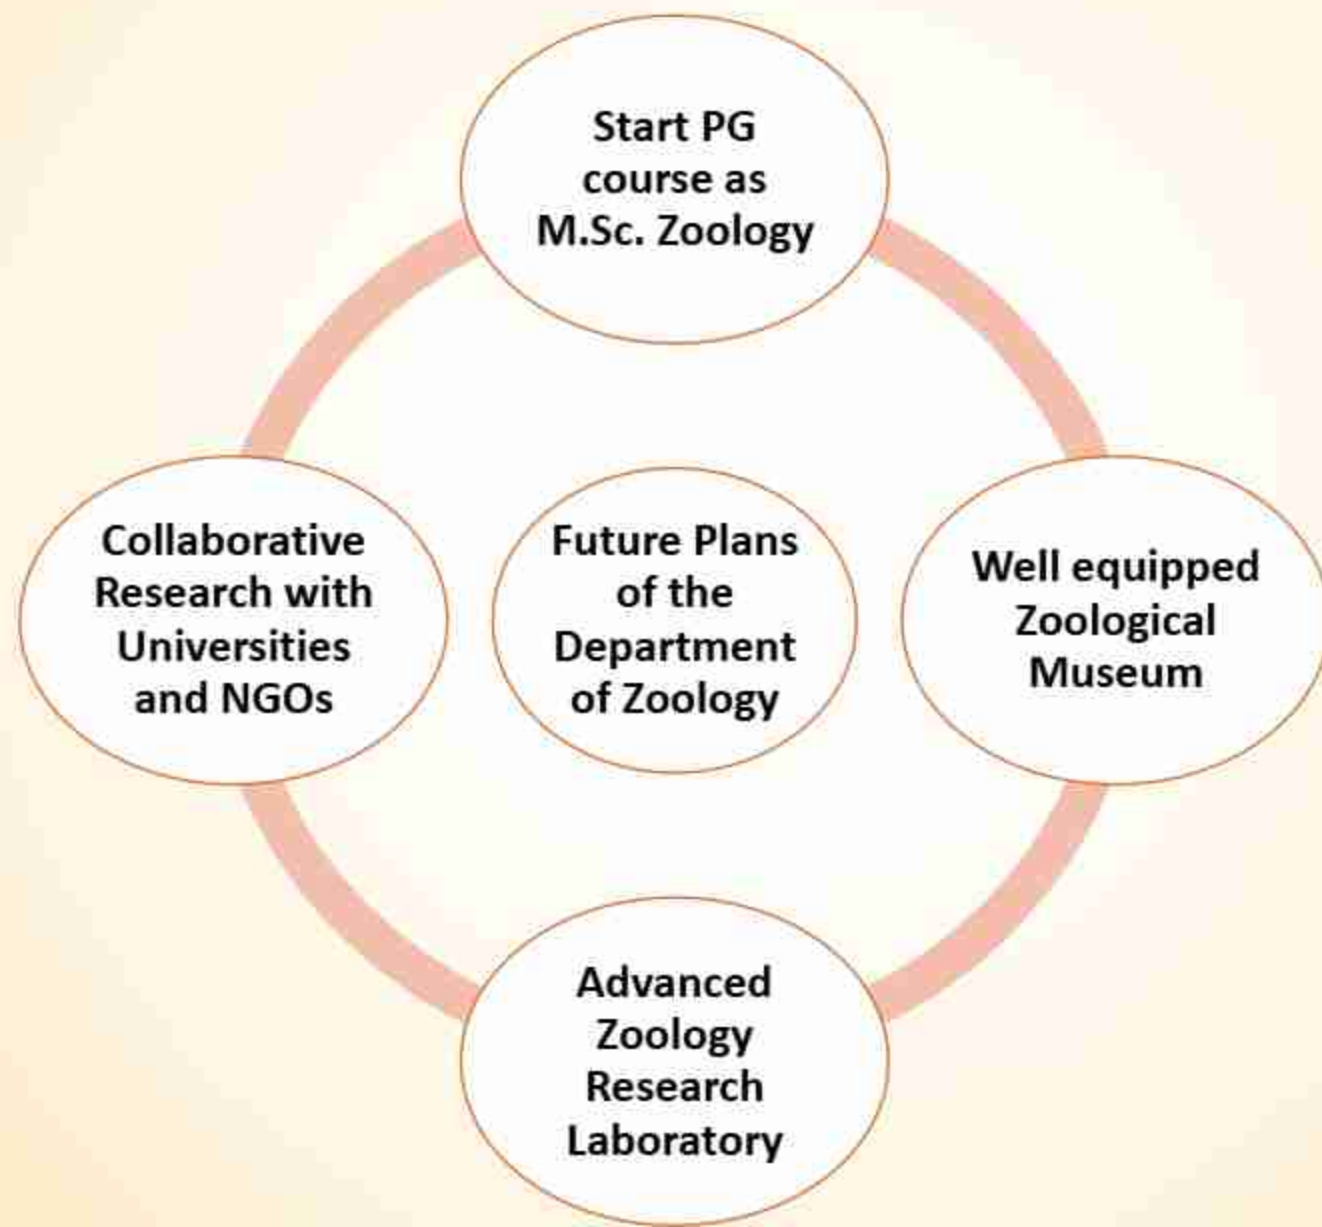 Start PG
course as
M.Sc. Zoology
Collaborative
Research with
Universities
and NGOs
Future Plans
of the
Department
of Zoology
Well equipped
Zoological
Museum
Advanced
Zoology
Research
Laboratory